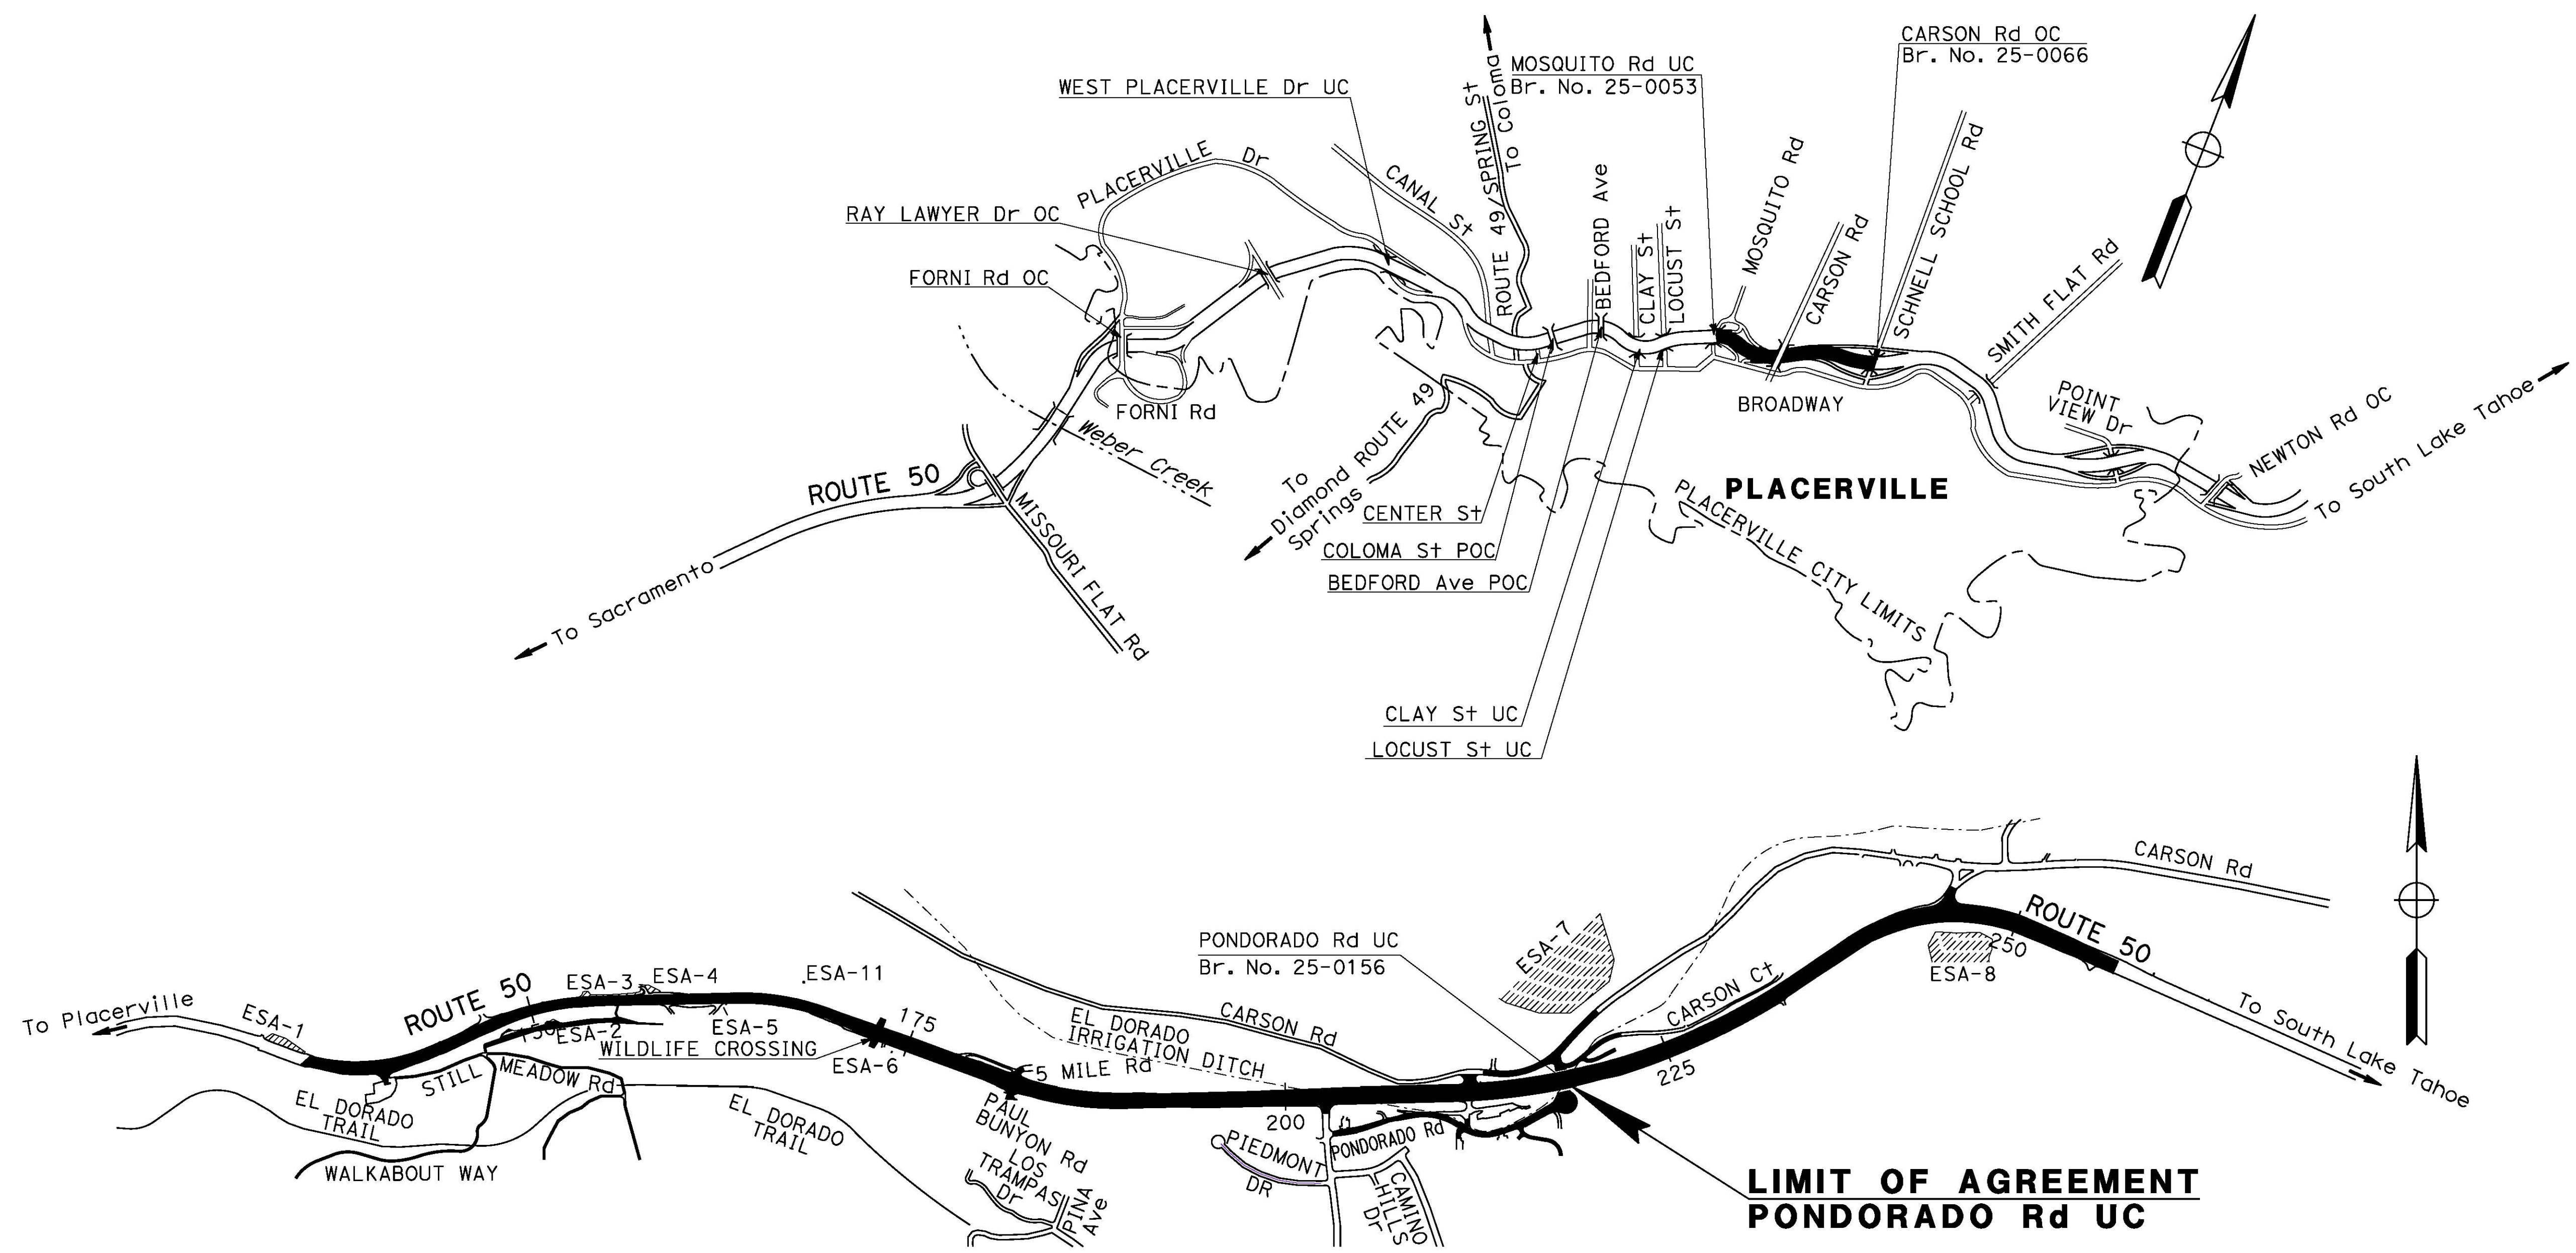 CARSON Rd OC
Br. No. 25-0066
MOSQUITO Rd UC
Br. No. 25-0053
WEST PLACERVILLE Dr UC
ROUTE 49/SPRING St
To Coloma
PLACERVILLE Dr
CANAL St
BEDFORD Ave
CLAY St
LOCUST St
MOSQUITO Rd
CARSON Rd
SCHNELL SCHOOL Rd
SMITH FLAT Rd
RAY LAWYER Dr OC
FORNI Rd OC
FORNI Rd
BROADWAY
POINT
VIEW Dr
NEWTON Rd OC
To South Lake Tahoe
Weber Creek
ROUTE 50
MISSOURI FLAT Rd
ROUTE 49
To
Diamond
Springs
PLACERVILLE
PLACERVILLE CITY LIMITS
CENTER St
COLOMA St POC
BEDFORD Ave POC
To Sacramento
CLAY St UC
LOCUST St UC
CARSON Rd
ROUTE 50
250
ESA-8
To South Lake Tahoe
PONDORADO Rd UC
Br. No. 25-0156
ESA-7
CARSON Ct
225
To Placerville
ESA-1
ROUTE 50
150
ESA-2
ESA-3
ESA-4
ESA-5
ESA-11
175
WILDLIFE CROSSING
ESA-6
CARSON Rd
EL DORADO
IRRIGATION DITCH
5 MILE Rd
STILL MEADOW Rd
EL DORADO
TRAIL
WALKABOUT WAY
EL DORADO
TRAIL
PAUL
BUNYON Rd
LOS
TRAMPAS
Dr
PINA
Ave
200
PIEDMONT
DR
PONDORADO Rd
CAMINO
HILLS
Dr
LIMIT OF AGREEMENT
PONDORADO Rd UC